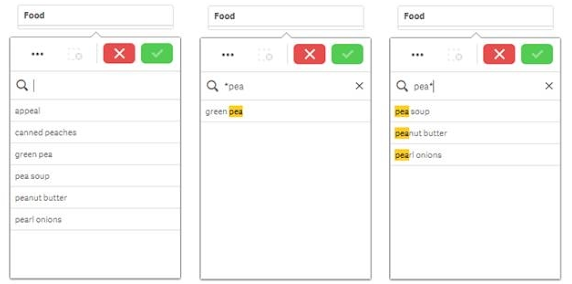 Food
appeal
canned peaches
green pea
pea soup
peanut butter
pearl onions
Food
*pea
green pea
Food
pea*
pea soup
peanut butter
pearl onions